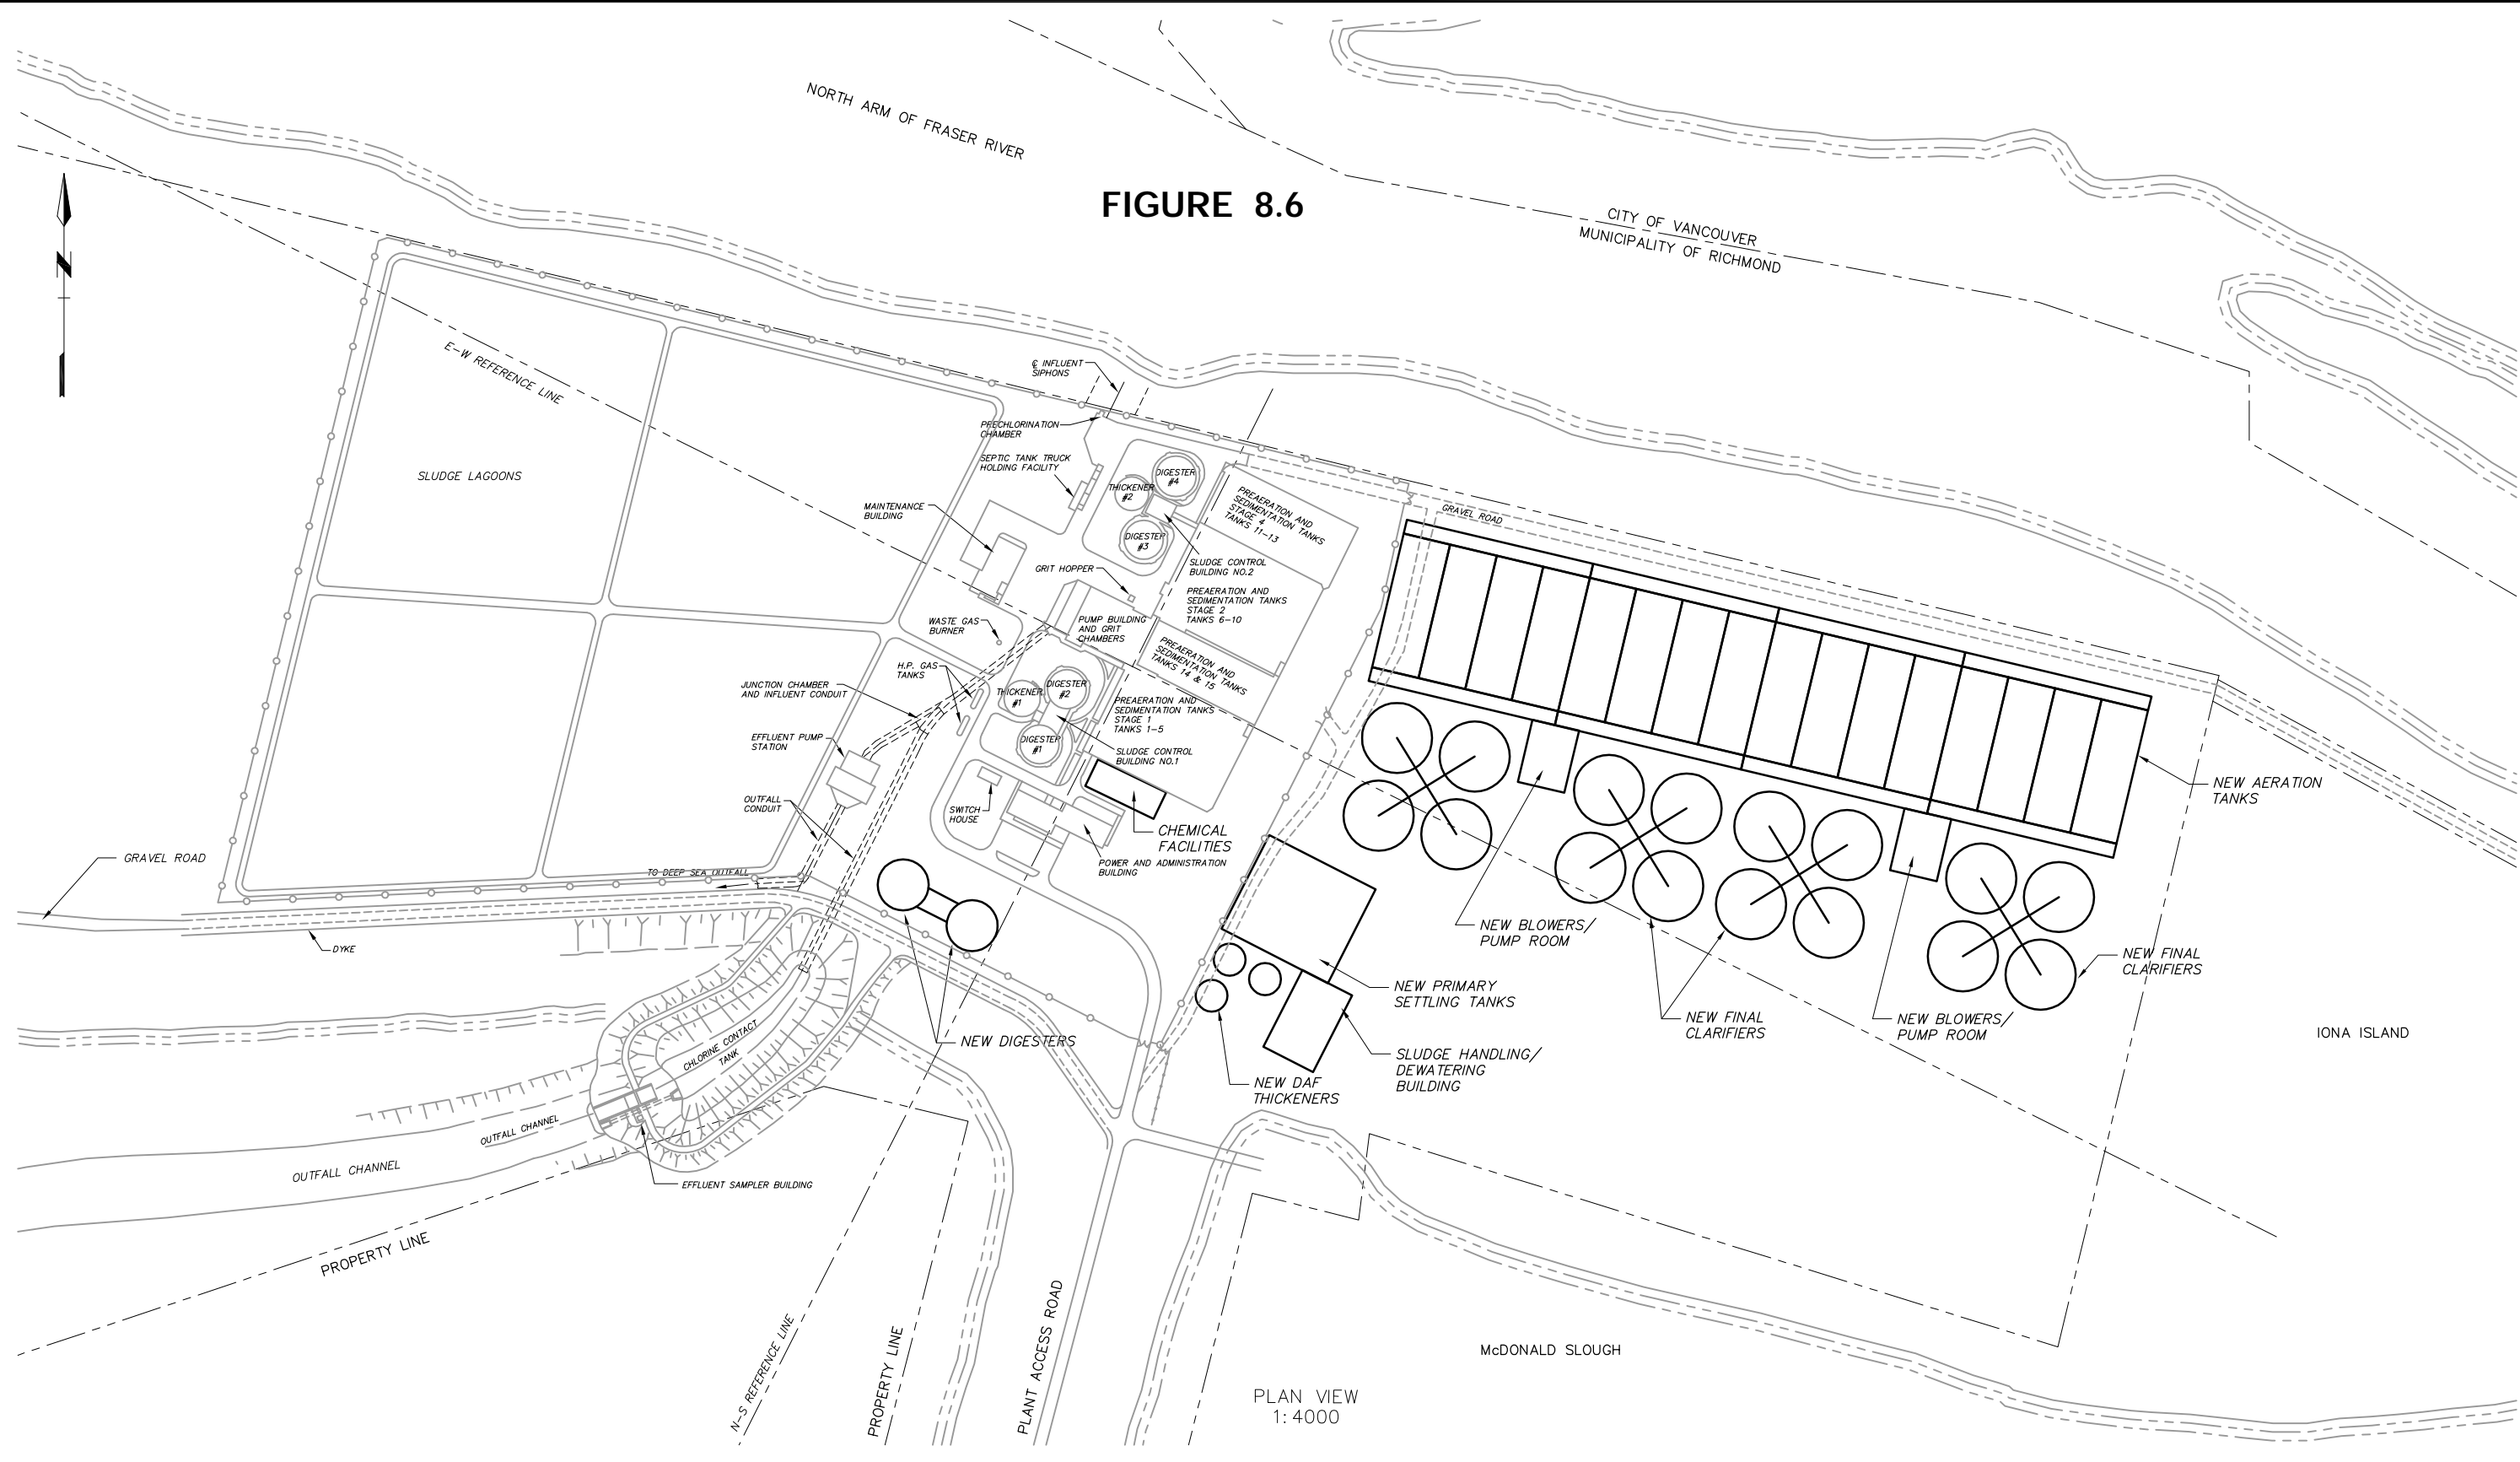 NORTH ARM OF FRASER RIVER
FIGURE 8.6
CITY OF VANCOUVER
MUNICIPALITY OF RICHMOND
N
E-W REFERENCE LINE
℄ INFLUENT
SIPHONS
PRECHLORINATION
CHAMBER
SEPTIC TANK TRUCK
HOLDING FACILITY
SLUDGE LAGOONS
MAINTENANCE
BUILDING
THICKENER
#2
DIGESTER
#4
DIGESTER
#3
PREAERATION AND
SEDIMENTATION TANKS
STAGE 4
TANKS 11-13
GRAVEL ROAD
SLUDGE CONTROL
BUILDING NO.2
GRIT HOPPER
PREAERATION AND
SEDIMENTATION TANKS
STAGE 2
TANKS 6-10
WASTE GAS
BURNER
PUMP BUILDING
AND GRIT
CHAMBERS
PREAERATION AND
SEDIMENTATION TANKS
TANKS 14 & 15
H.P. GAS
TANKS
JUNCTION CHAMBER
AND INFLUENT CONDUIT
THICKENER
#1
DIGESTER
#2
PREAERATION AND
SEDIMENTATION TANKS
STAGE 1
TANKS 1-5
EFFLUENT PUMP
STATION
DIGESTER
#1
SLUDGE CONTROL
BUILDING NO.1
NEW AERATION
TANKS
OUTFALL
CONDUIT
SWITCH
HOUSE
CHEMICAL
FACILITIES
POWER AND ADMINISTRATION
BUILDING
GRAVEL ROAD
TO DEEP SEA OUTFALL
DYKE
NEW BLOWERS/
PUMP ROOM
NEW FINAL
CLARIFIERS
NEW PRIMARY
SETTLING TANKS
NEW FINAL
CLARIFIERS
NEW BLOWERS/
PUMP ROOM
IONA ISLAND
NEW DIGESTERS
CHLORINE CONTACT
TANK
SLUDGE HANDLING/
DEWATERING
BUILDING
NEW DAF
THICKENERS
OUTFALL CHANNEL
OUTFALL CHANNEL
EFFLUENT SAMPLER BUILDING
PROPERTY LINE
N-S REFERENCE LINE
PROPERTY LINE
PLANT ACCESS ROAD
McDONALD SLOUGH
PLAN VIEW
1:4000